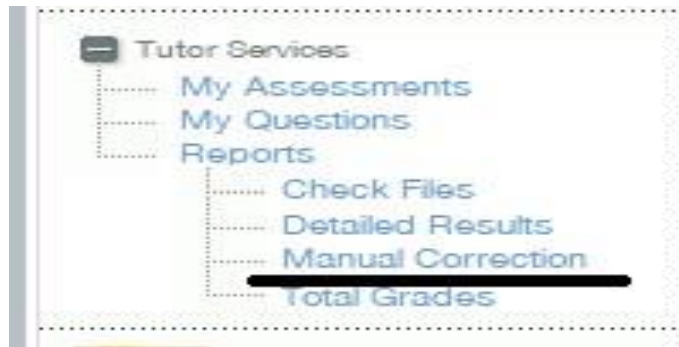 Tutor Services
My Assessments
My Questions
Reports
Check Files
Detailed Results
Manual Correction
Total Grades